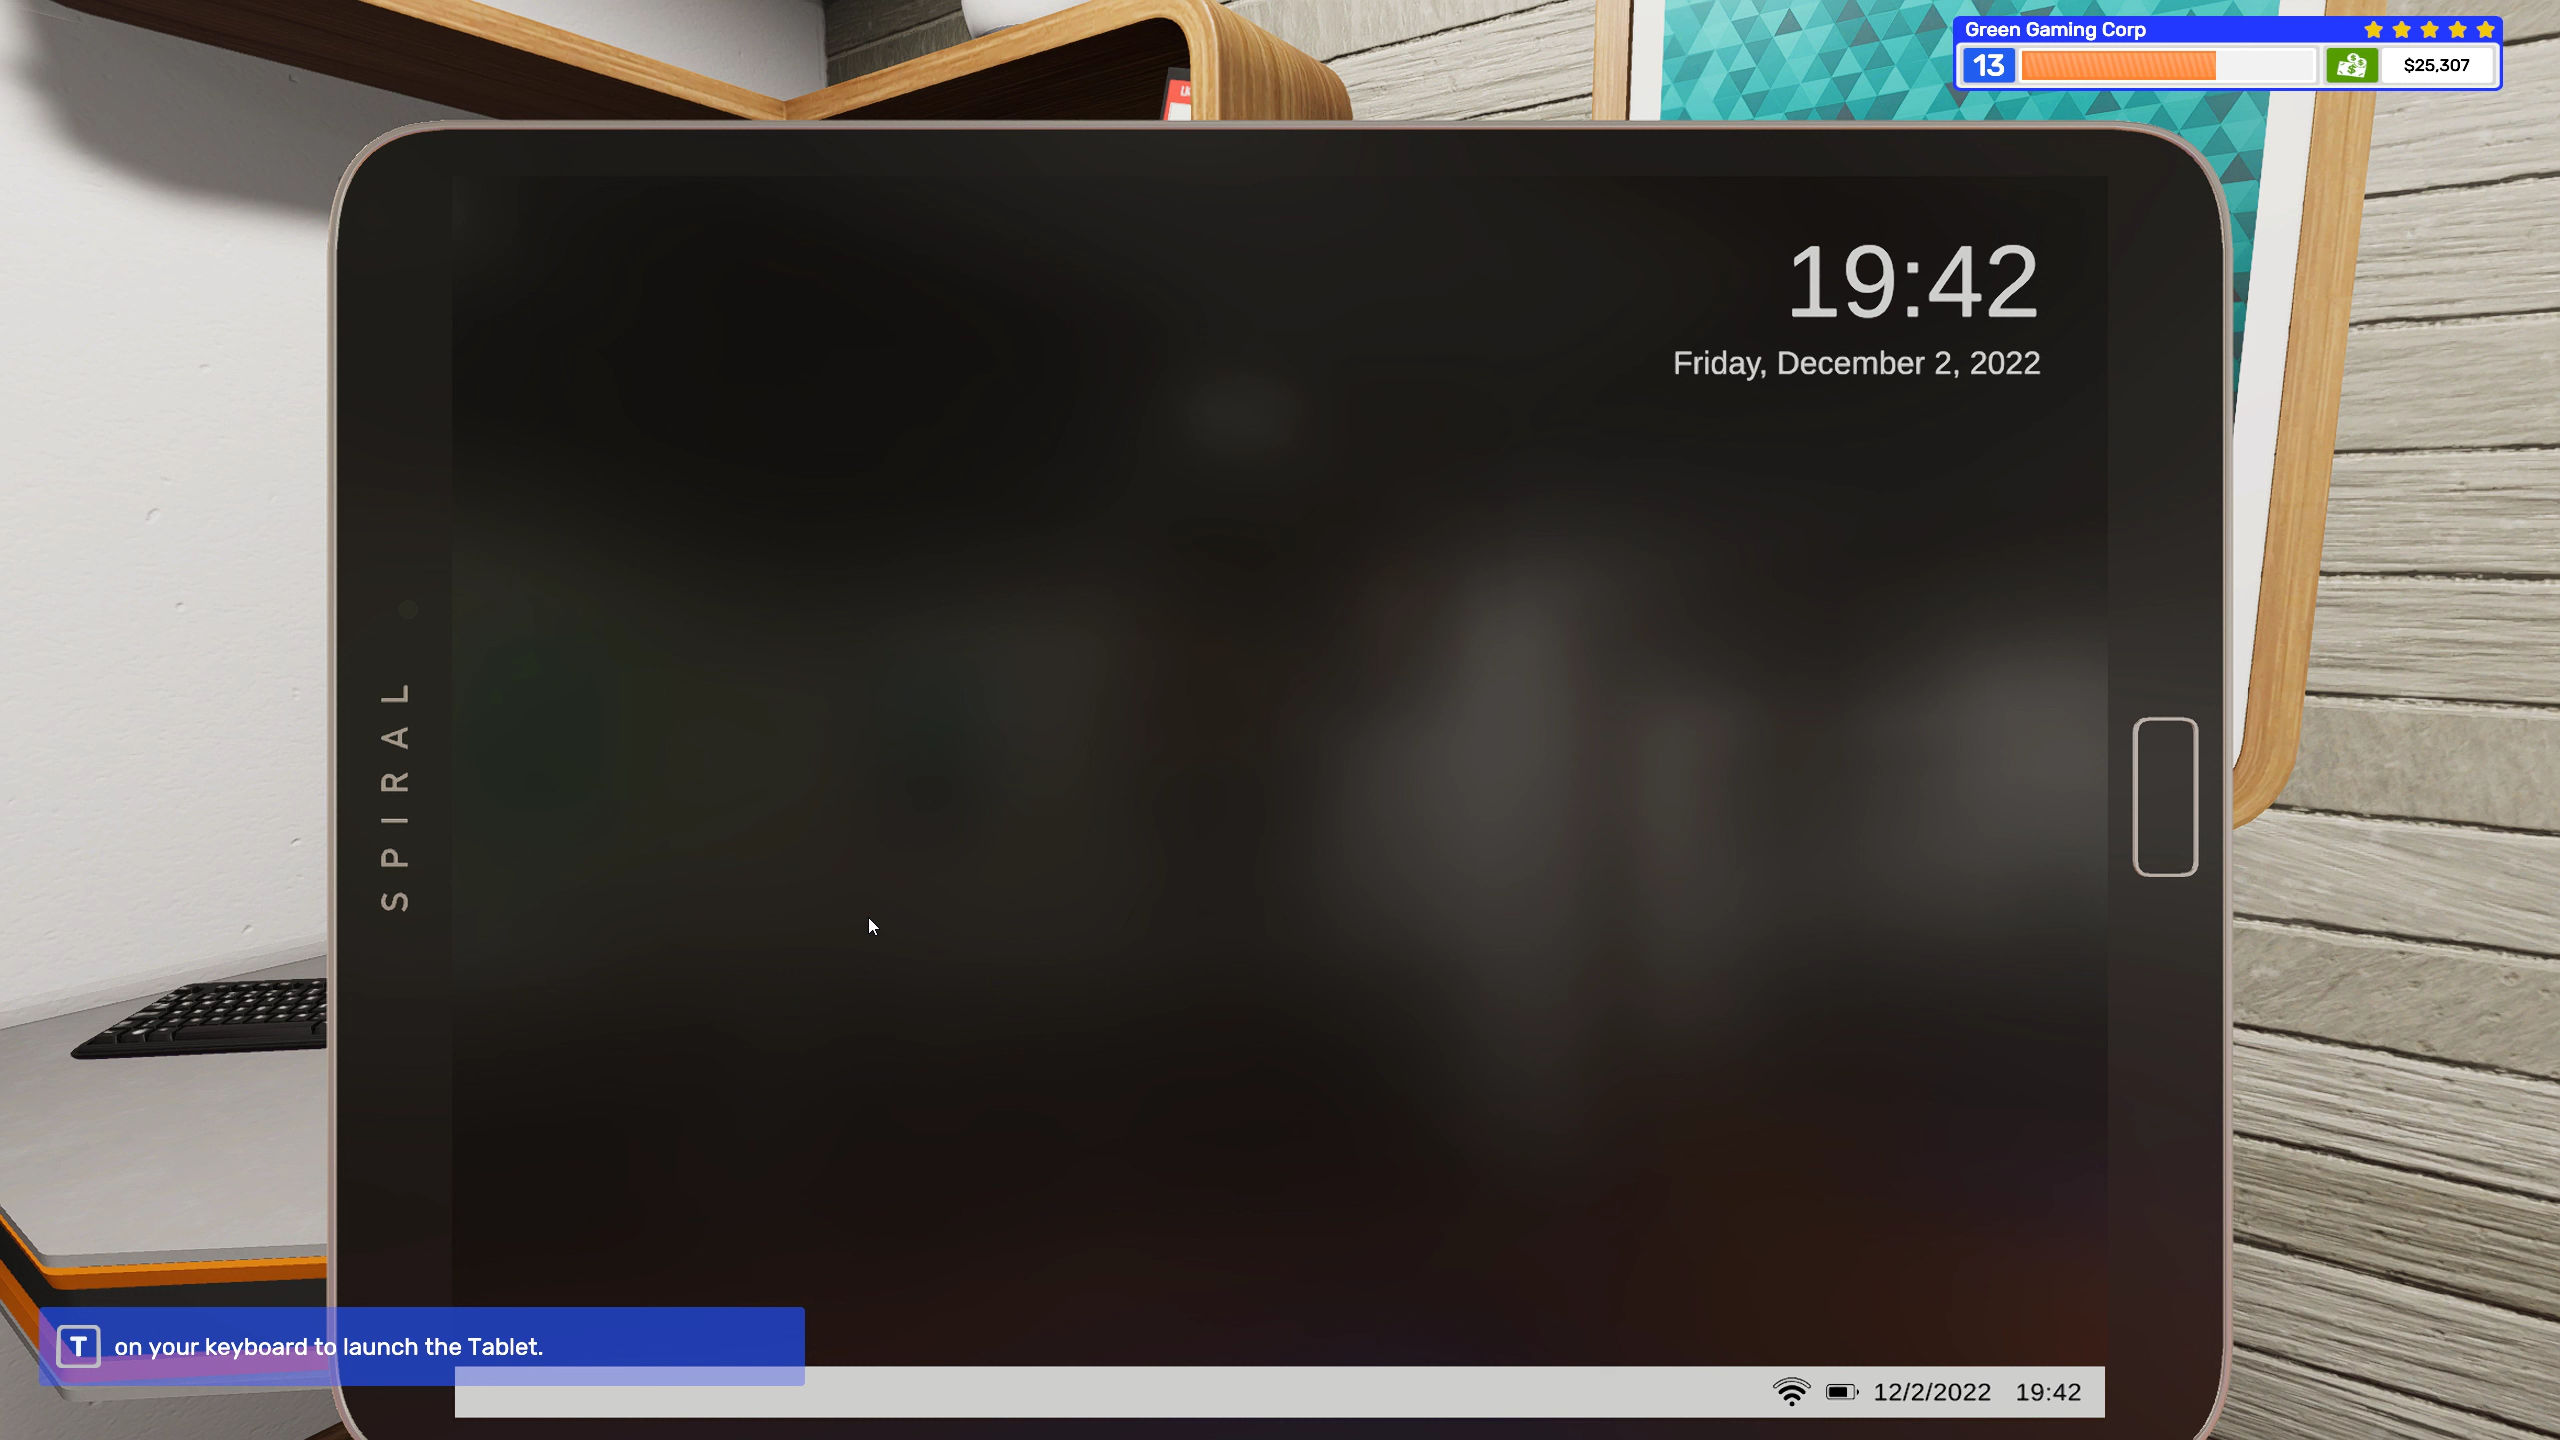 Green Gaming Corp
13
$25,307
19:42
Friday, December 2, 2022
SPIRAL
T on your keyboard to launch the Tablet.
12/2/2022 19:42